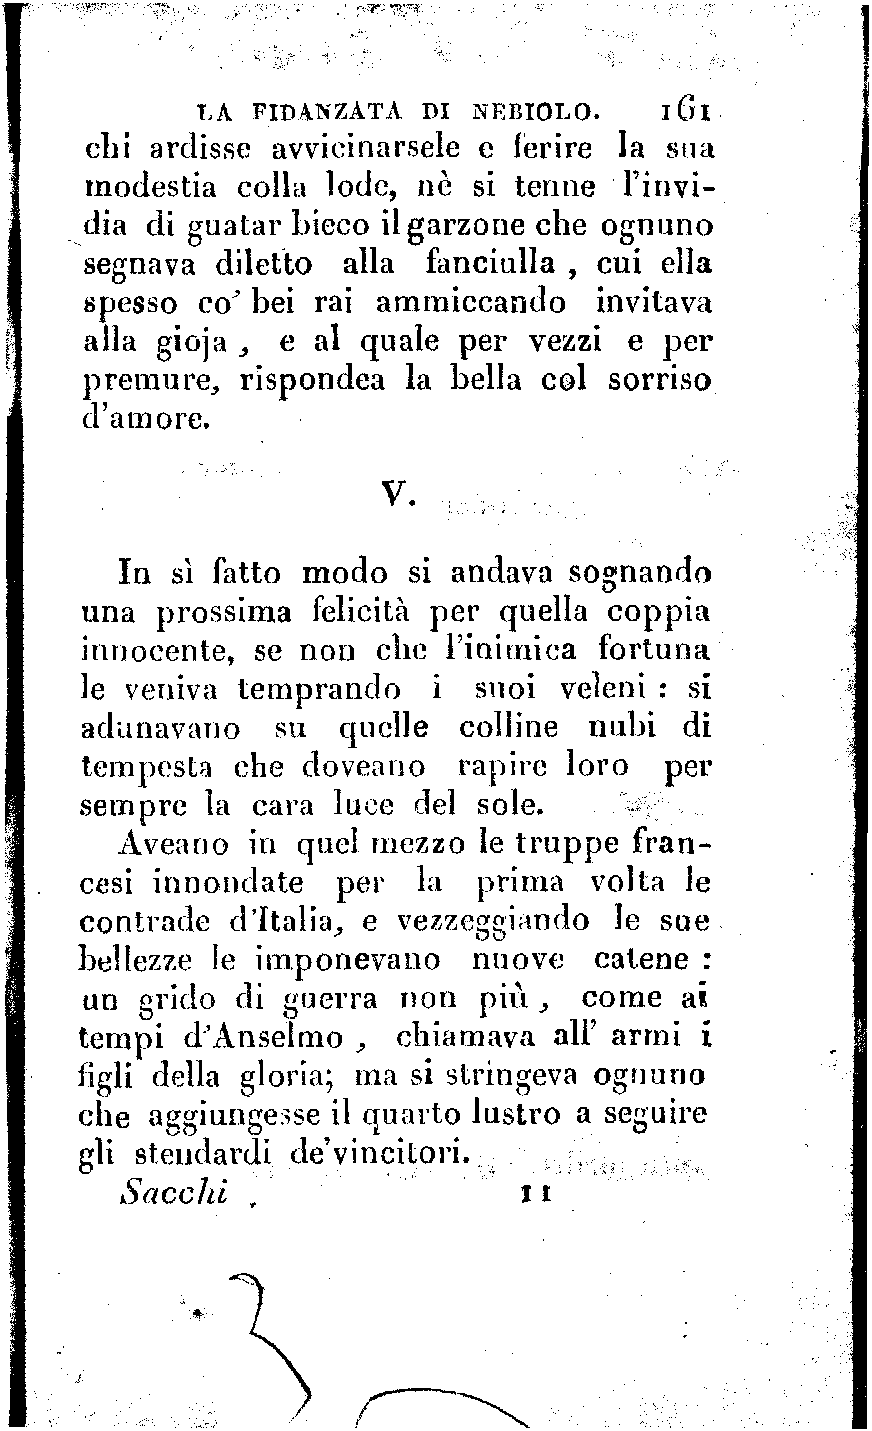 LA FIDANZATA DI NEBIOLO. 161
chi ardisse avvicinarsele e ferire la sua
modestia colla lode, nè si tenne l'invi-
dia di guatar bieco il garzone che ognuno
segnava diletto alla fanciulla , cui ella
spesso co' bei rai ammiccando invitava
alla gioja , e al quale per vezzi e per
premure, rispondea la bella col sorriso
d'amore.
V.
In sì fatto modo si andava sognando
una prossima felicità per quella coppia
innocente, se non che l'inimica fortuna
le veniva temprando i suoi veleni : si
adunavano su quelle colline nubi di
tempesta che doveano rapire loro per
sempre la cara luce del sole.
Aveano in quel mezzo le truppe fran-
cesi innondate per la prima volta le
contrade d'Italia, e vezzeggiando le sue
bellezze le imponevano nuove catene :
un grido di guerra non più , come ai
tempi d'Anselmo , chiamava all' armi i
figli della gloria; ma si stringeva ognuno
che aggiungesse il quarto lustro a seguire
gli stendardi de'vincitori.
Sacchi . 11